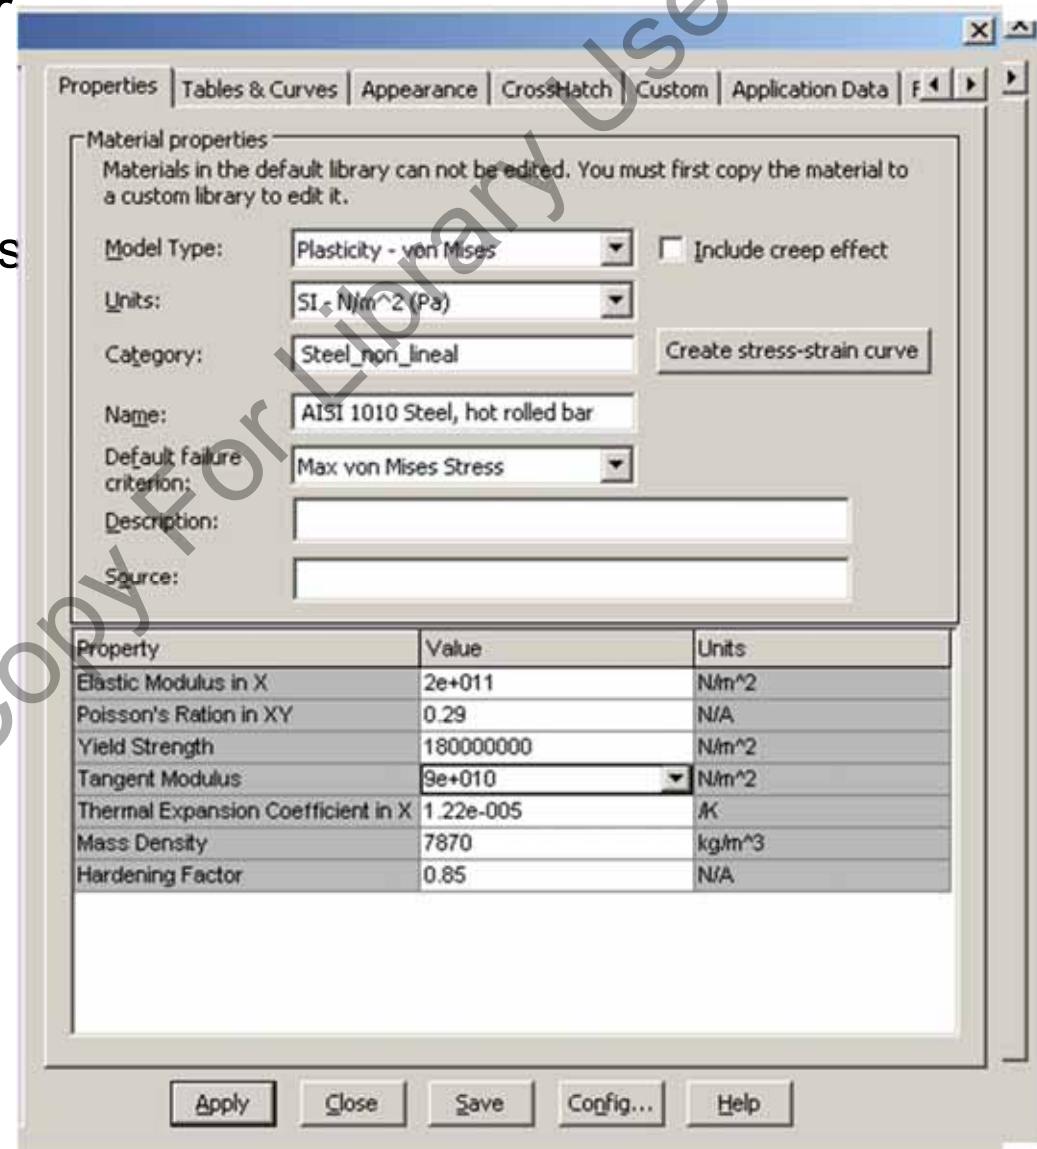 Properties Tables & Curves Appearance CrossHatch Custom Application Data
Material properties
Materials in the default library can not be edited. You must first copy the material to
a custom library to edit it.
Model Type: Plasticity - von Mises Include creep effect
Units: SI - N/m^2 (Pa)
Category: Steel_non_lineal Create stress-strain curve
Name: AISI 1010 Steel, hot rolled bar
Default failure
criterion: Max von Mises Stress
Description:
Source:
Property Value Units
Elastic Modulus in X 2e+011 N/m^2
Poisson's Ration in XY 0.29 N/A
Yield Strength 180000000 N/m^2
Tangent Modulus 9e+010 N/m^2
Thermal Expansion Coefficient in X 1.22e-005 /K
Mass Density 7870 kg/m^3
Hardening Factor 0.85 N/A
Apply Close Save Config... Help
Copy For Library Use